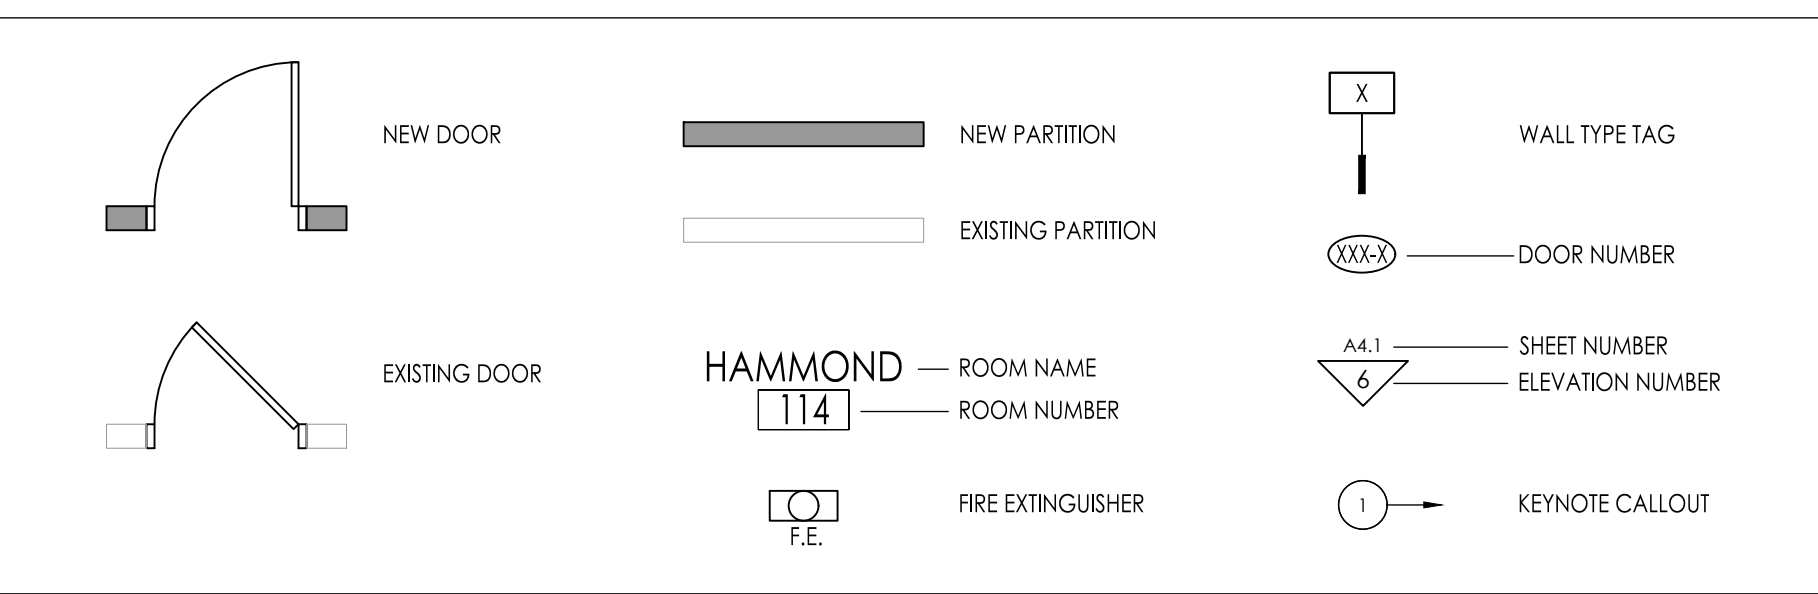 NEW DOOR
EXISTING DOOR
NEW PARTITION
EXISTING PARTITION
HAMMOND
ROOM NAME
114
ROOM NUMBER
F.E.
FIRE EXTINGUISHER
X
WALL TYPE TAG
XXX-X
DOOR NUMBER
A4.1
SHEET NUMBER
6
ELEVATION NUMBER
1
KEYNOTE CALLOUT